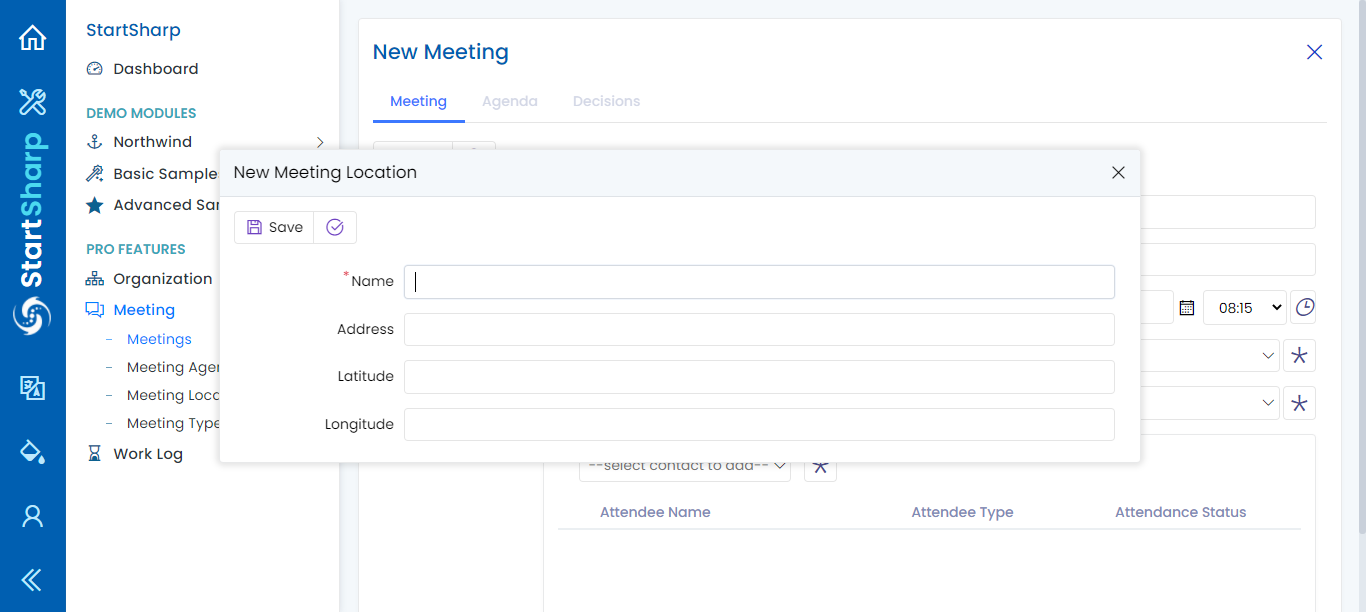 StartSharp
StartSharp
Dashboard
DEMO MODULES
Northwind
Basic Sample
Advanced Sa
PRO FEATURES
Organization
Meeting
Meetings
Meeting Age
Meeting Loc
Meeting Type
Work Log
New Meeting
Meeting
Agenda
Decisions
New Meeting Location
Save
*Name
Address
Latitude
Longitude
08:15
--select contact to add--
Attendee Name
Attendee Type
Attendance Status